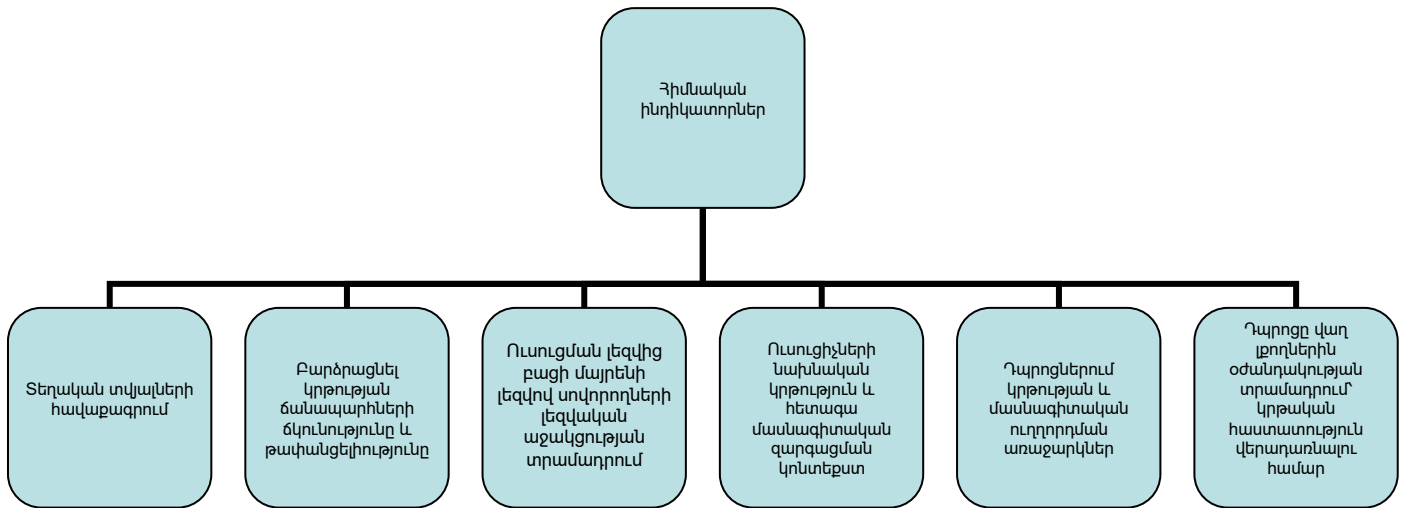 Հիմնական
ինդիկատորներ
Տեղական տվյալների
հավաքագրում
Բարձրացնել
կրթության
ճանապարհների
ճկունությունը և
թափանցելիությունը
Ուսուցման լեզվից
բացի մայրենի
լեզվով սովորողների
լեզվական
աջակցության
տրամադրում
Ուսուցիչների
նախնական
կրթություն և
հետագա
մասնագիտական
զարգացման
կոնտեքստ
Դպրոցներում
կրթության և
մասնագիտական
ուղղորդման
առաջարկներ
Դպրոցը վաղ
լքողներին
օժանդակության
տրամադրում՝
կրթական
հաստատություն
վերադառնալու
համար